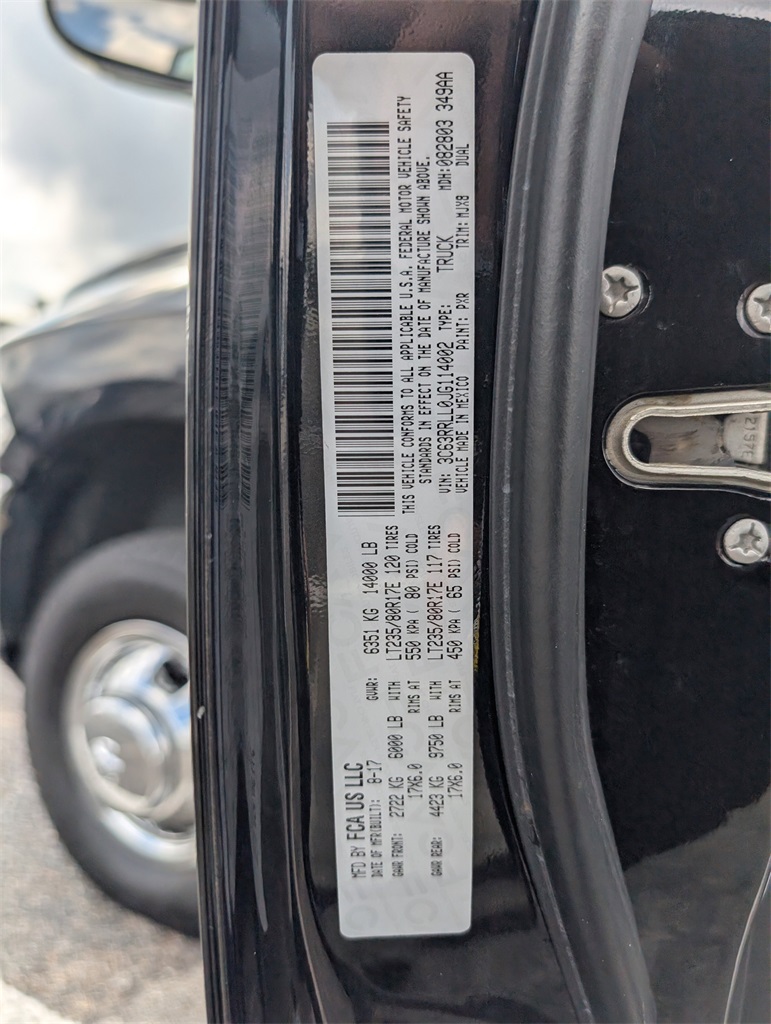 MFD BY FCA US LLC
DATE OF MFR(BUILT): 8-17 GVWR: 6351 KG 14000 LB
GAWR FRONT: 2722 KG 6000 LB WITH LT235/80R17E 120 TIRES
17X6.0 RIMS AT 550 KPA ( 80 PSI) COLD
GAWR REAR: 4423 KG 9750 LB WITH LT235/80R17E 117 TIRES
17X6.0 RIMS AT 450 KPA ( 65 PSI) COLD
THIS VEHICLE CONFORMS TO ALL APPLICABLE U.S.A. FEDERAL MOTOR VEHICLE SAFETY
STANDARDS IN EFFECT ON THE DATE OF MANUFACTURE SHOWN ABOVE.
VIN: 3C63RRLL0JG114002 TYPE: TRUCK MDH:082803 349AA
VEHICLE MADE IN MEXICO PAINT: PXR TRIM: MJX8 DUAL